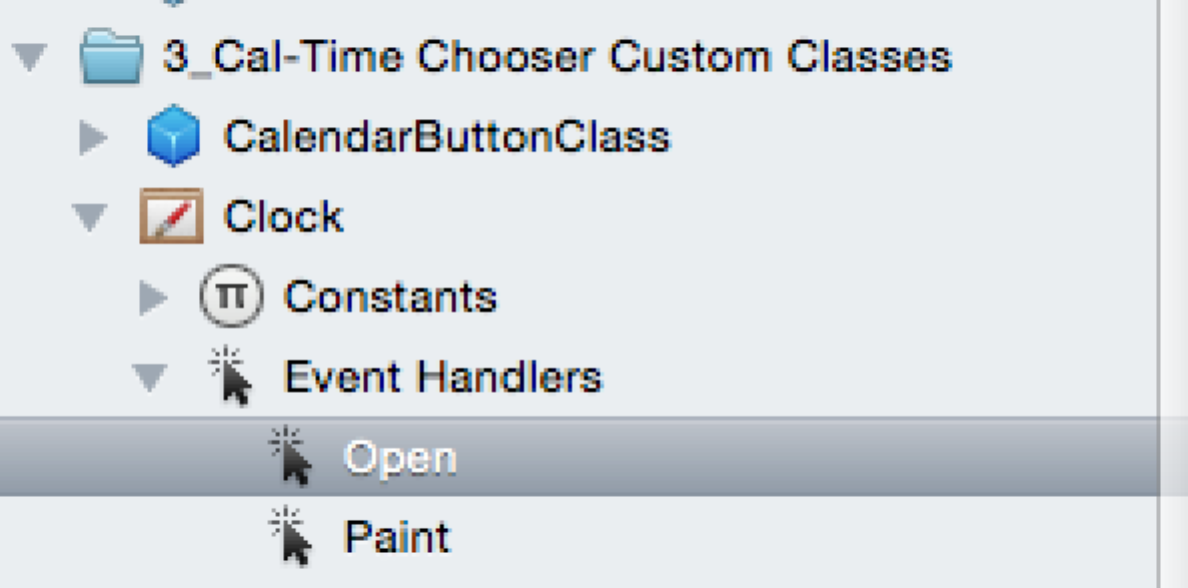 3_Cal-Time Chooser Custom Classes
CalendarButtonClass
Clock
π Constants
Event Handlers
Open
Paint